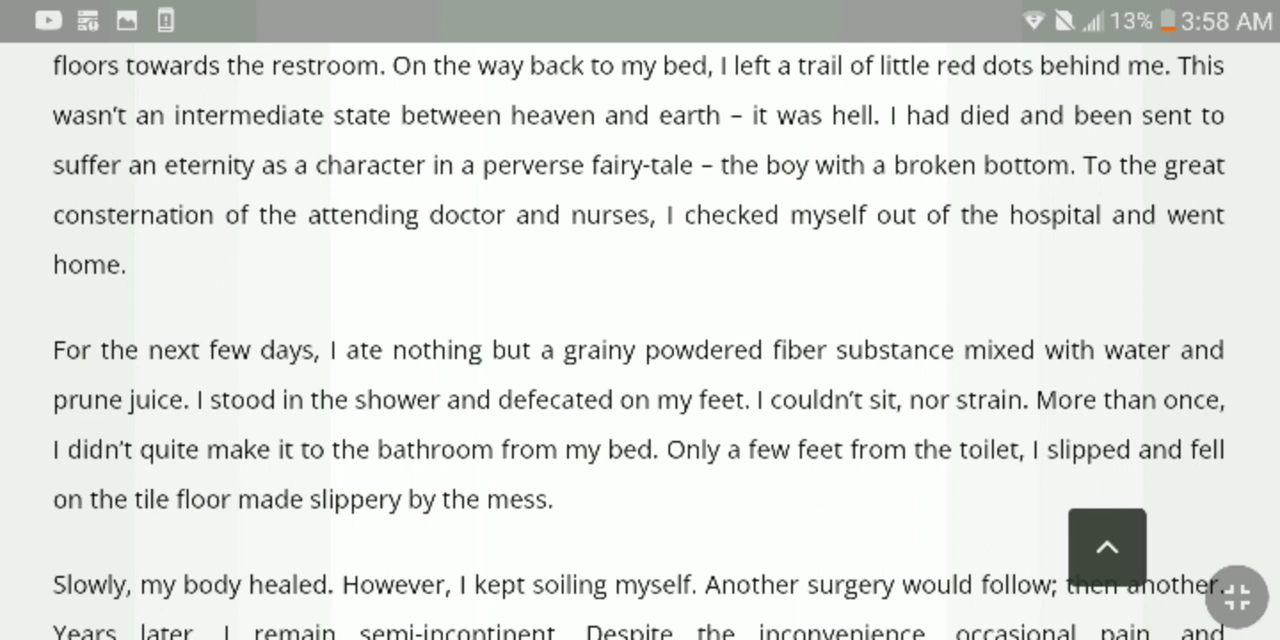 13% 3:58 AM
floors towards the restroom. On the way back to my bed, I left a trail of little red dots behind me. This
wasn’t an intermediate state between heaven and earth – it was hell. I had died and been sent to
suffer an eternity as a character in a perverse fairy-tale – the boy with a broken bottom. To the great
consternation of the attending doctor and nurses, I checked myself out of the hospital and went
home.
For the next few days, I ate nothing but a grainy powdered fiber substance mixed with water and
prune juice. I stood in the shower and defecated on my feet. I couldn’t sit, nor strain. More than once,
I didn’t quite make it to the bathroom from my bed. Only a few feet from the toilet, I slipped and fell
on the tile floor made slippery by the mess.
Slowly, my body healed. However, I kept soiling myself. Another surgery would follow; then another.
Years later, I remain semi-incontinent. Despite the inconvenience, occasional pain, and